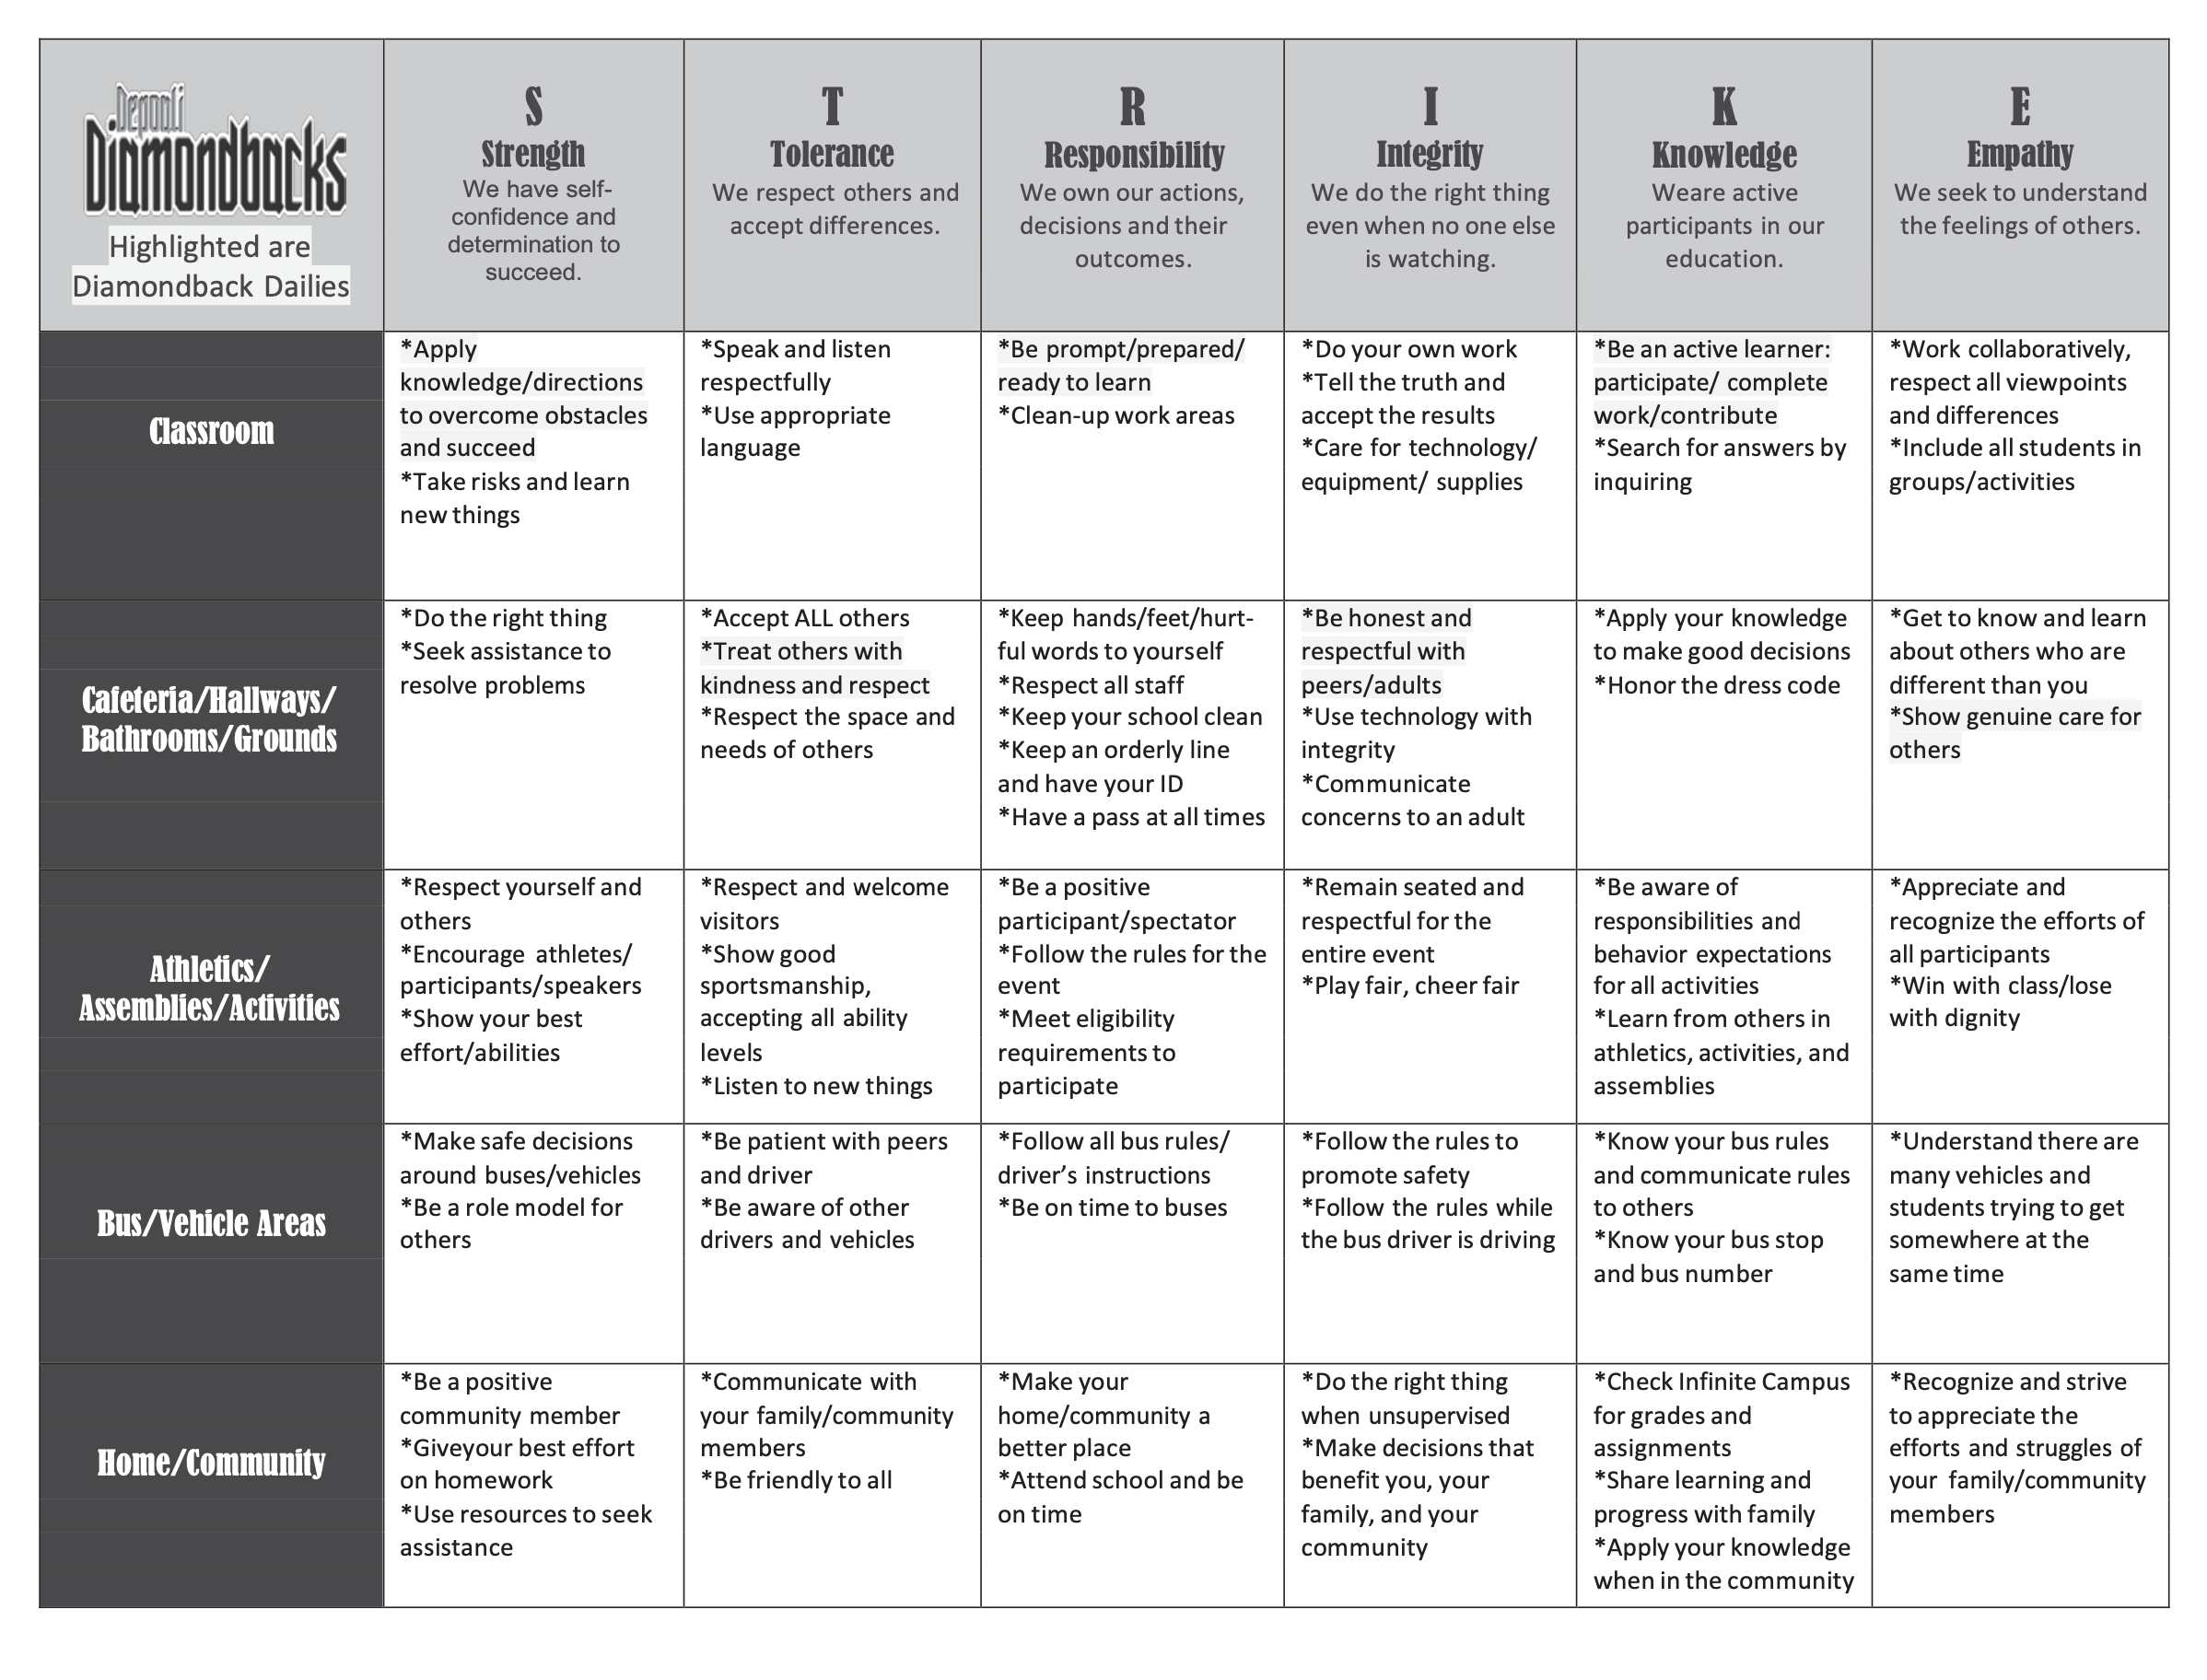 Depoali
Diamondbacks
Highlighted are
Diamondback Dailies
S
Strength
We have self-
confidence and
determination to
succeed.
T
Tolerance
We respect others and
accept differences.
R
Responsibility
We own our actions,
decisions and their
outcomes.
I
Integrity
We do the right thing
even when no one else
is watching.
K
Knowledge
Weare active
participants in our
education.
E
Empathy
We seek to understand
the feelings of others.
Classroom
*Apply
knowledge/directions
to overcome obstacles
and succeed
*Take risks and learn
new things
*Speak and listen
respectfully
*Use appropriate
language
*Be prompt/prepared/
ready to learn
*Clean-up work areas
*Do your own work
*Tell the truth and
accept the results
*Care for technology/
equipment/ supplies
*Be an active learner:
participate/ complete
work/contribute
*Search for answers by
inquiring
*Work collaboratively,
respect all viewpoints
and differences
*Include all students in
groups/activities
Cafeteria/Hallways/
Bathrooms/Grounds
*Do the right thing
*Seek assistance to
resolve problems
*Accept ALL others
*Treat others with
kindness and respect
*Respect the space and
needs of others
*Keep hands/feet/hurt-
ful words to yourself
*Respect all staff
*Keep your school clean
*Keep an orderly line
and have your ID
*Have a pass at all times
*Be honest and
respectful with
peers/adults
*Use technology with
integrity
*Communicate
concerns to an adult
*Apply your knowledge
to make good decisions
*Honor the dress code
*Get to know and learn
about others who are
different than you
*Show genuine care for
others
Athletics/
Assemblies/Activities
*Respect yourself and
others
*Encourage athletes/
participants/speakers
*Show your best
effort/abilities
*Respect and welcome
visitors
*Show good
sportsmanship,
accepting all ability
levels
*Listen to new things
*Be a positive
participant/spectator
*Follow the rules for the
event
*Meet eligibility
requirements to
participate
*Remain seated and
respectful for the
entire event
*Play fair, cheer fair
*Be aware of
responsibilities and
behavior expectations
for all activities
*Learn from others in
athletics, activities, and
assemblies
*Appreciate and
recognize the efforts of
all participants
*Win with class/lose
with dignity
Bus/Vehicle Areas
*Make safe decisions
around buses/vehicles
*Be a role model for
others
*Be patient with peers
and driver
*Be aware of other
drivers and vehicles
*Follow all bus rules/
driver’s instructions
*Be on time to buses
*Follow the rules to
promote safety
*Follow the rules while
the bus driver is driving
*Know your bus rules
and communicate rules
to others
*Know your bus stop
and bus number
*Understand there are
many vehicles and
students trying to get
somewhere at the
same time
Home/Community
*Be a positive
community member
*Giveyour best effort
on homework
*Use resources to seek
assistance
*Communicate with
your family/community
members
*Be friendly to all
*Make your
home/community a
better place
*Attend school and be
on time
*Do the right thing
when unsupervised
*Make decisions that
benefit you, your
family, and your
community
*Check Infinite Campus
for grades and
assignments
*Share learning and
progress with family
*Apply your knowledge
when in the community
*Recognize and strive
to appreciate the
efforts and struggles of
your family/community
members